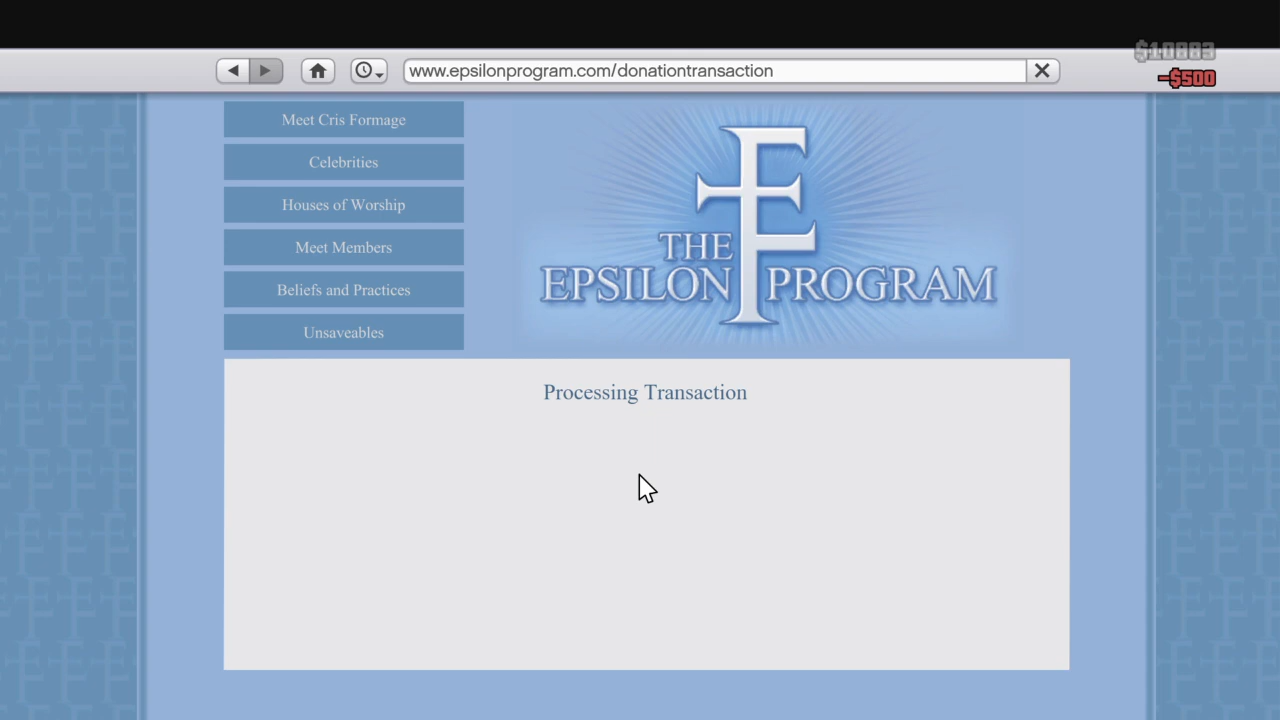 www.epsilonprogram.com/donationtransaction
$10883
-$500
Meet Cris Formage
Celebrities
Houses of Worship
Meet Members
Beliefs and Practices
Unsaveables
THE
EPSILON PROGRAM
Processing Transaction